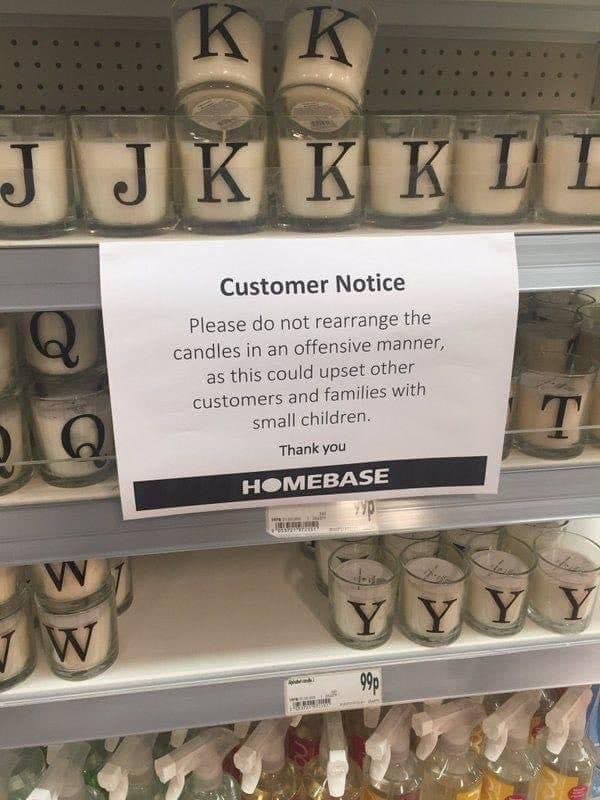 K K
J J K K K L L
Customer Notice
Please do not rearrange the
candles in an offensive manner,
as this could upset other
customers and families with
small children.
Thank you
HOMEBASE
Q
Q Q T
99p
W
W W Y Y Y Y
99p